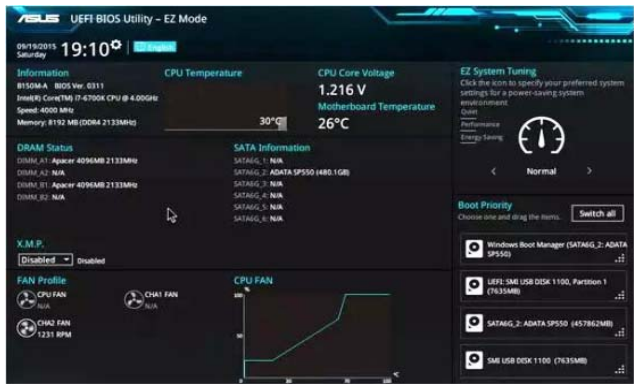 ASUS UEFI BIOS Utility – EZ Mode
09/19/2015
Saturday
19:10
English
Information
B150M-A BIOS Ver. 0311
Intel(R) Core(TM) i7-6700K CPU @ 4.00GHz
Speed: 4000 MHz
Memory: 8192 MB (DDR4 2133MHz)
CPU Temperature
30°C
CPU Core Voltage
1.216 V
Motherboard Temperature
26°C
EZ System Tuning
Click the icon to specify your preferred system
settings for a power-saving system
environment
Quiet
Performance
Energy Saving
Normal
DRAM Status
DIMM_A1: Apacer 4096MB 2133MHz
DIMM_A2: N/A
DIMM_B1: Apacer 4096MB 2133MHz
DIMM_B2: N/A
SATA Information
SATA6G_1: N/A
SATA6G_2: ADATA SP550 (480.1GB)
SATA6G_3: N/A
SATA6G_4: N/A
SATA6G_5: N/A
SATA6G_6: N/A
X.M.P.
Disabled Disabled
Boot Priority
Choose one and drag the items.
Switch all
Windows Boot Manager (SATA6G_2: ADATA
SP550)
UEFI: SMI USB DISK 1100, Partition 1
(7635MB)
SATA6G_2: ADATA SP550 (457862MB)
SMI USB DISK 1100 (7635MB)
FAN Profile
CPU FAN
N/A
CHA1 FAN
N/A
CHA2 FAN
1231 RPM
CPU FAN
%
100
50
0 30 70 100
°C